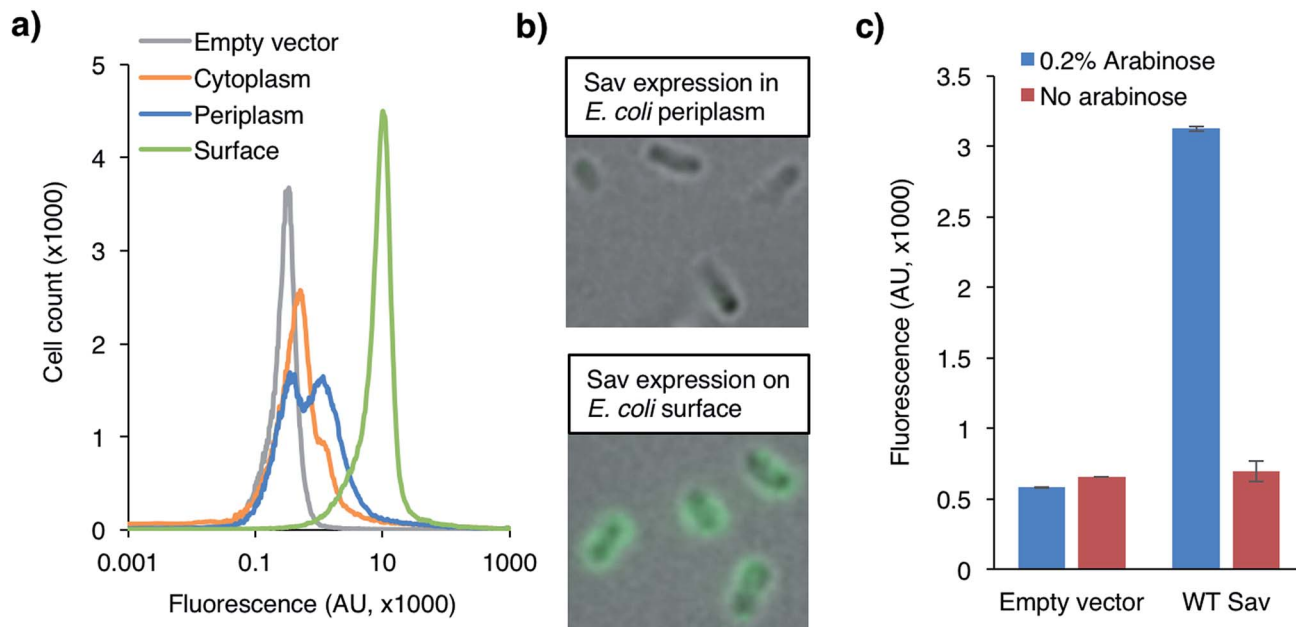 a)
Empty vector
Cytoplasm
Periplasm
Surface
5
4
3
2
1
0
Cell count (x1000)
0.001
0.1
10
1000
Fluorescence (AU, x1000)
b)
Sav expression in
E. coli periplasm
Sav expression on
E. coli surface
c)
0.2% Arabinose
No arabinose
3.5
3
2.5
2
1.5
1
0.5
0
Fluorescence (AU, x1000)
Empty vector
WT Sav